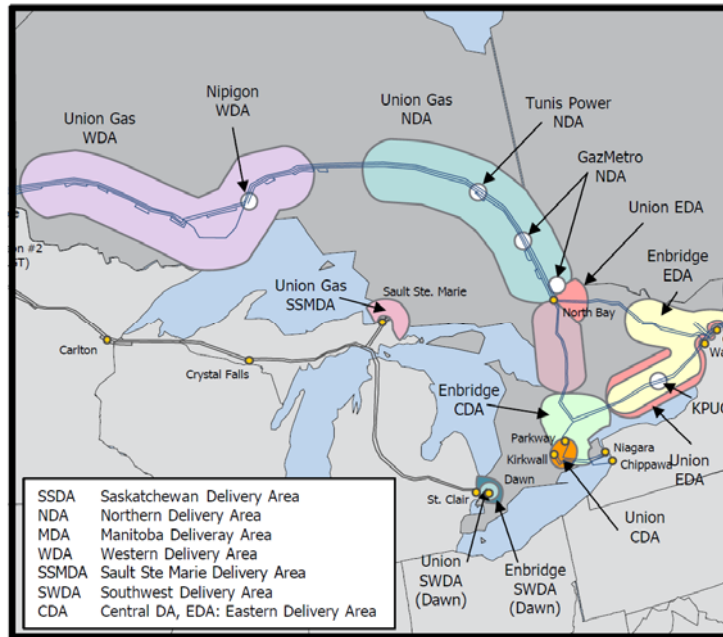 Nipigon
WDA
Union Gas
WDA
Union Gas
NDA
Tunis Power
NDA
GazMetro
NDA
Union EDA
Enbridge
EDA
on #2
ST)
Union Gas
SSMDA
Sault Ste. Marie
North Bay
Carlton
Crystal Falls
Enbridge
CDA
KPUC
Parkway
Kirkwall
Niagara
Chippawa
Union
EDA
St. Clair
Dawn
Union
CDA
Union
SWDA
(Dawn)
Enbridge
SWDA
(Dawn)
SSDA Saskatchewan Delivery Area
NDA Northern Delivery Area
MDA Manitoba Deliveray Area
WDA Western Delivery Area
SSMDA Sault Ste Marie Delivery Area
SWDA Southwest Delivery Area
CDA Central DA, EDA: Eastern Delivery Area